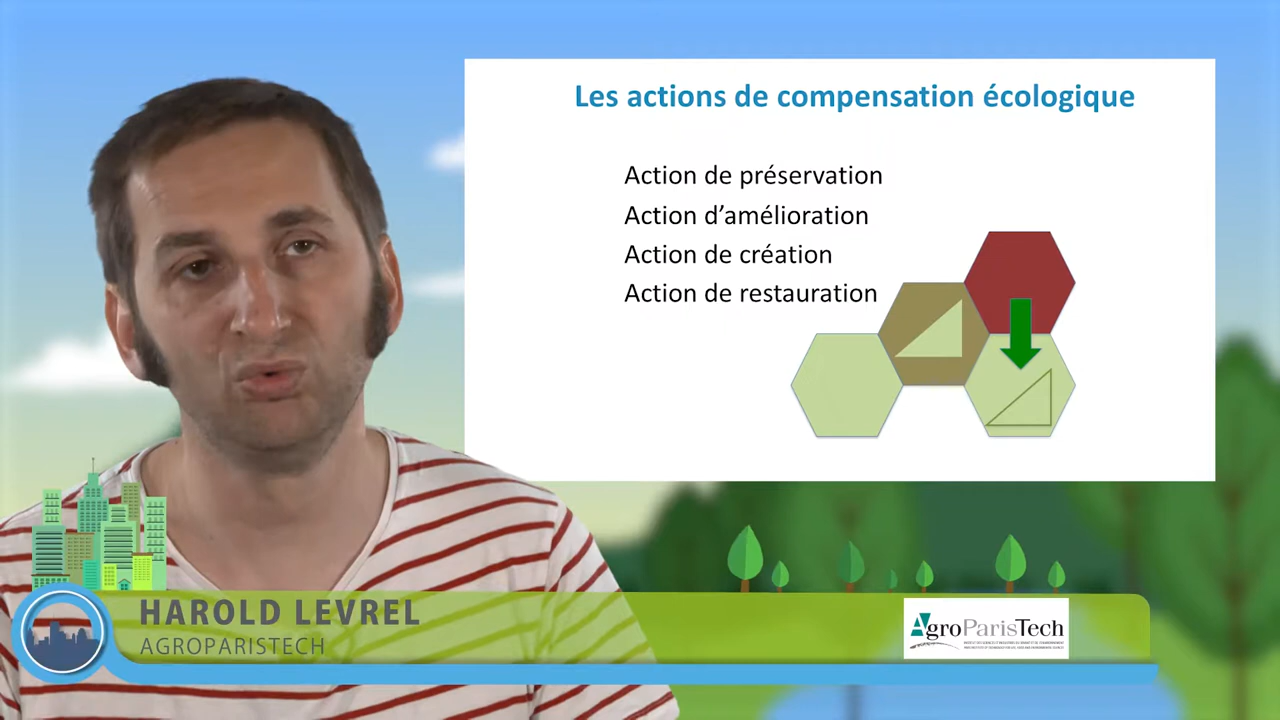 Les actions de compensation écologique
Action de préservation
Action d’amélioration
Action de création
Action de restauration
HAROLD LEVREL
AGROPARISTECH
AgroParisTech